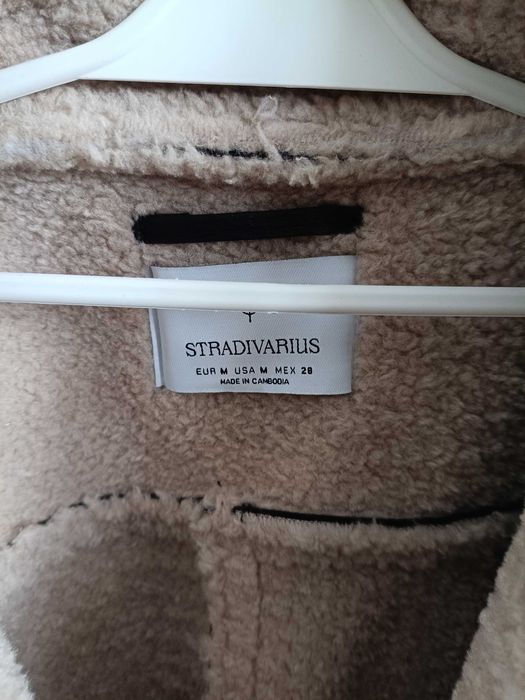 STRADIVARIUS
EUR M USA M MEX 28
MADE IN CAMBODIA